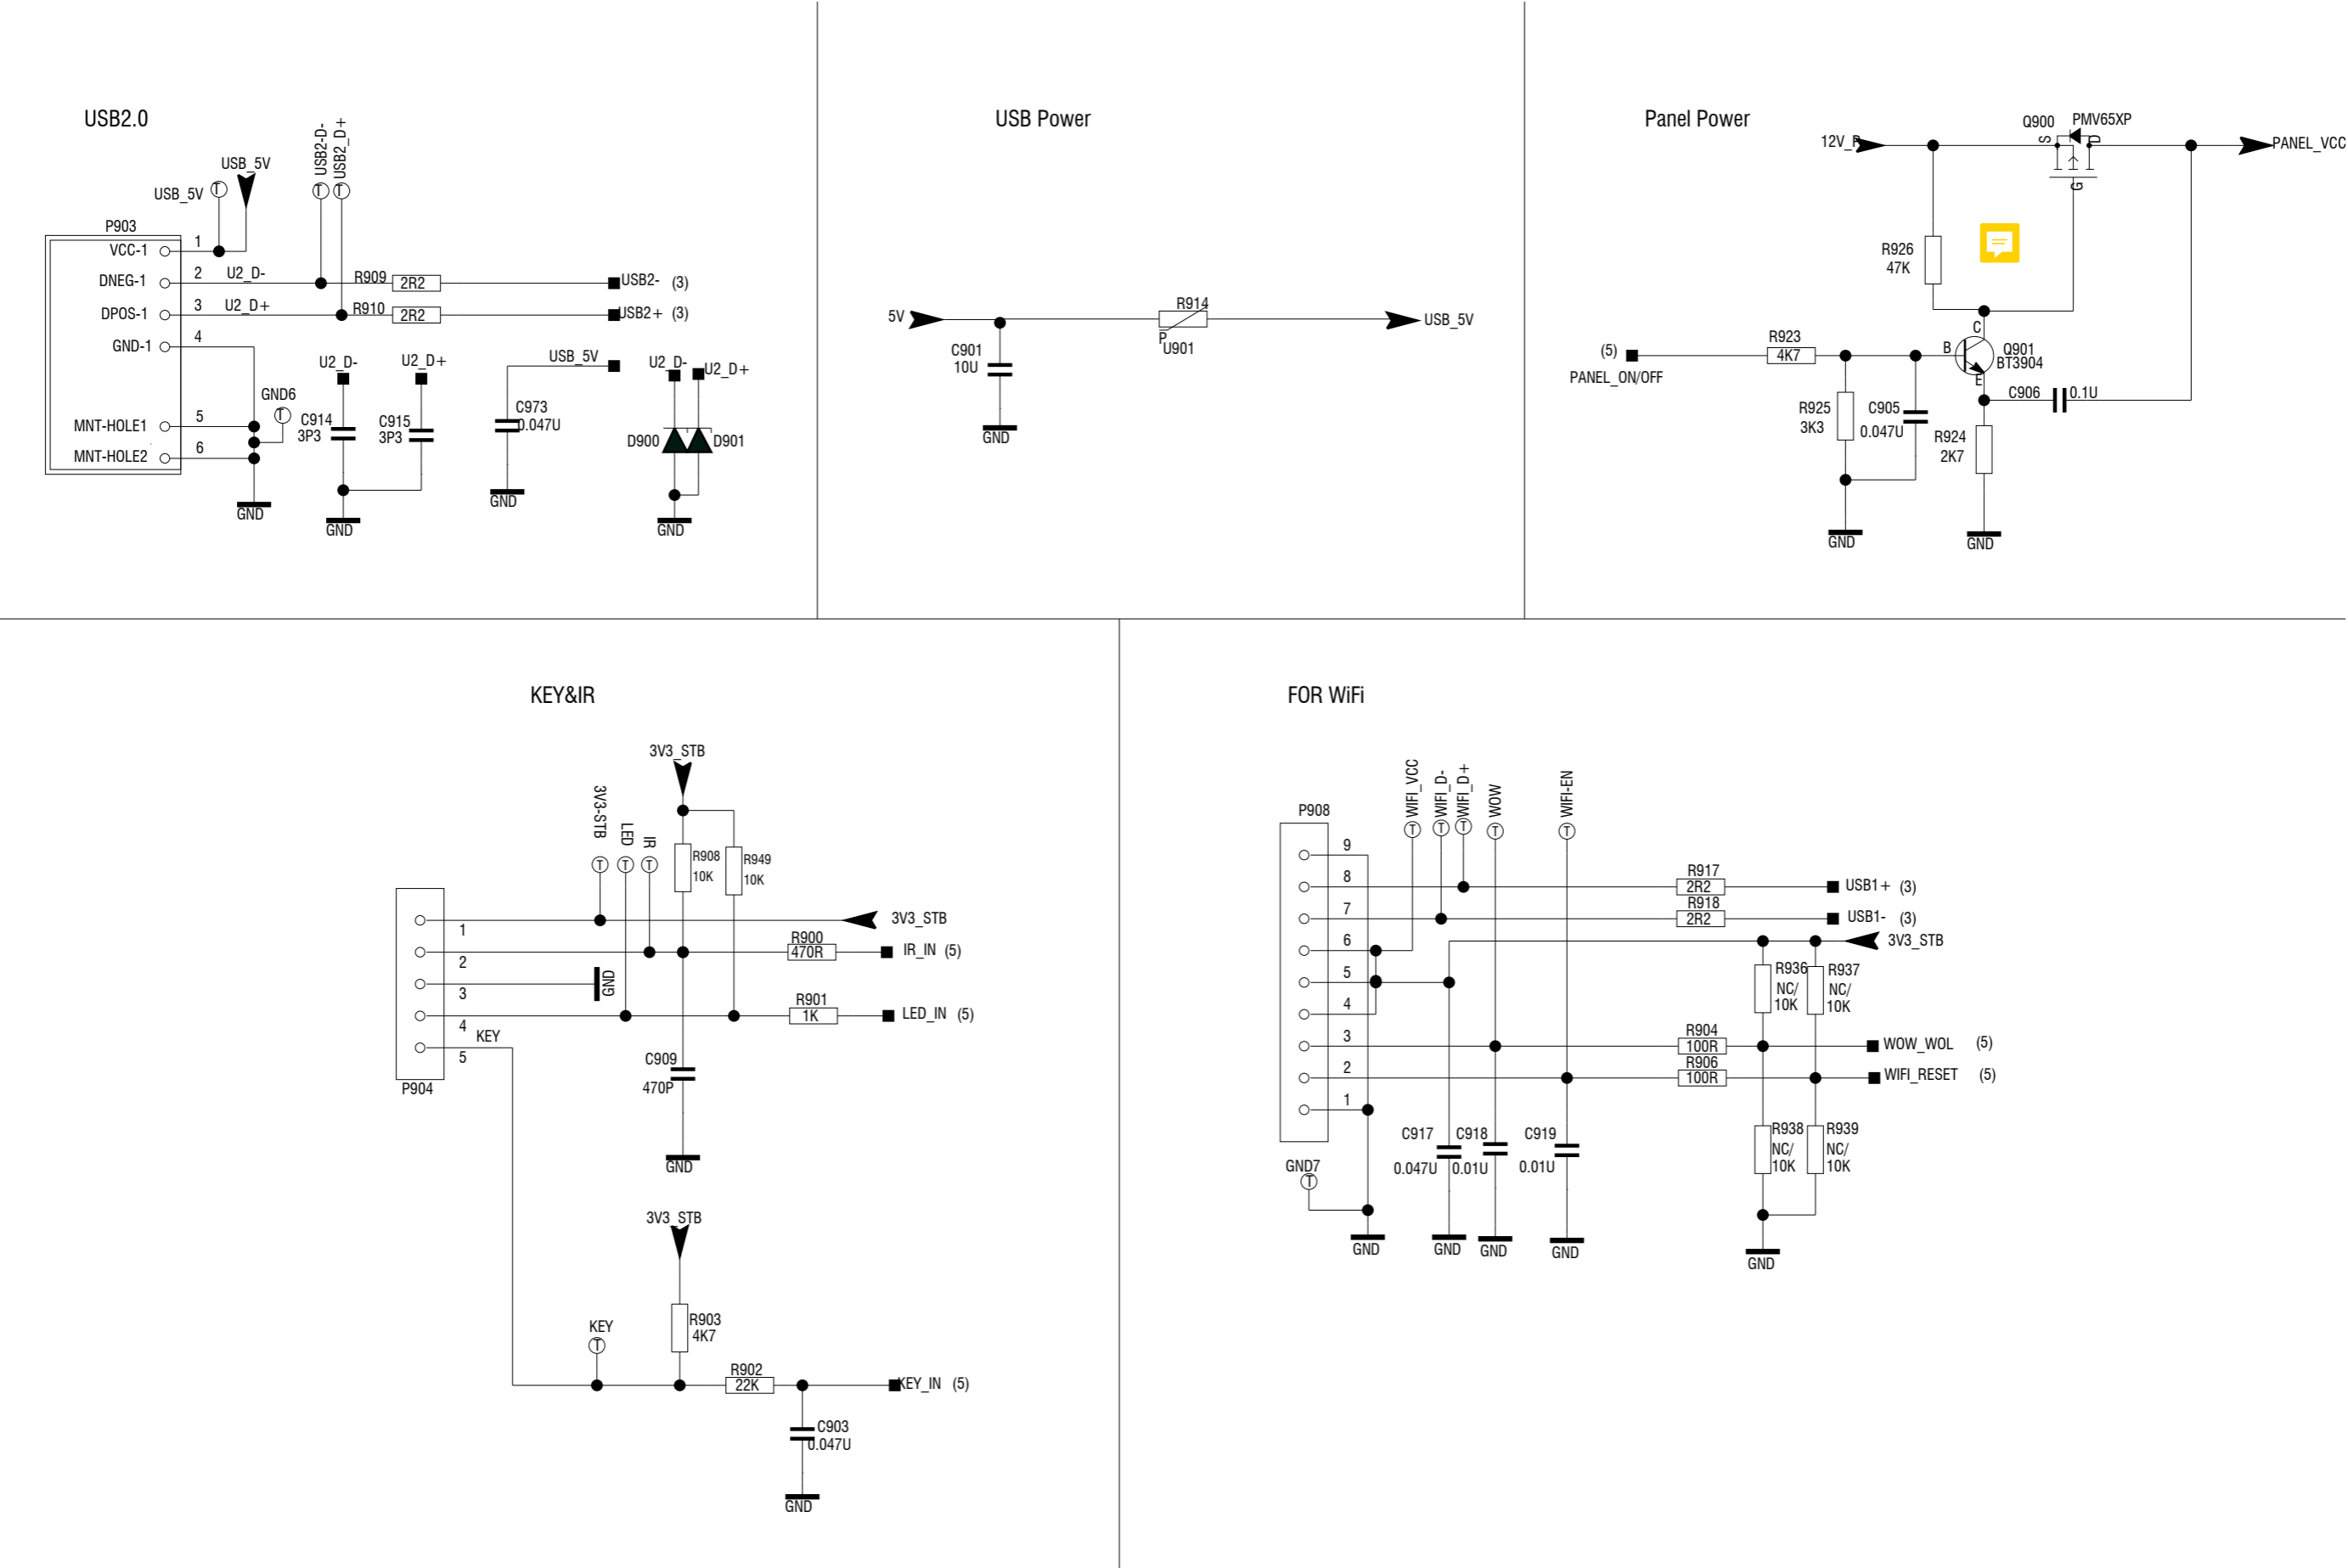 USB2.0
USB Power
Panel Power
USB2-D-
USB2_D+
USB_5V
USB_5V
T
T
T
P903
VCC-1
1
DNEG-1
2
U2_D-
R909
2R2
USB2-
(3)
DPOS-1
3
U2_D+
R910
2R2
USB2+
(3)
GND-1
4
GND6
T
MNT-HOLE1
5
MNT-HOLE2
6
GND
U2_D-
C914
3P3
U2_D+
C915
3P3
GND
USB_5V
C973
0.047U
GND
U2_D-
U2_D+
D900
D901
GND
5V
C901
10U
GND
R914
P
U901
USB_5V
12V_P
Q900
PMV65XP
S
D
G
PANEL_VCC
R926
47K
(5)
PANEL_ON/OFF
R923
4K7
B
C
E
Q901
BT3904
R925
3K3
C905
0.047U
R924
2K7
C906
0.1U
GND
GND
KEY&IR
3V3_STB
3V3-STB
LED
IR
T
T
T
R908
10K
R949
10K
1
3V3_STB
2
R900
470R
IR_IN
(5)
3
GND
4
R901
1K
LED_IN
(5)
5
KEY
P904
C909
470P
GND
3V3_STB
R903
4K7
KEY
T
R902
22K
KEY_IN
(5)
C903
0.047U
GND
FOR WiFi
WIFI_VCC
WIFI_D-
WIFI_D+
WOW
WIFI-EN
T
T
T
T
T
P908
9
8
R917
2R2
USB1+
(3)
7
R918
2R2
USB1-
(3)
6
3V3_STB
5
R936
NC/
10K
R937
NC/
10K
4
3
R904
100R
WOW_WOL
(5)
2
R906
100R
WIFI_RESET
(5)
1
C917
0.047U
C918
0.01U
C919
0.01U
R938
NC/
10K
R939
NC/
10K
GND7
T
GND
GND
GND
GND
GND